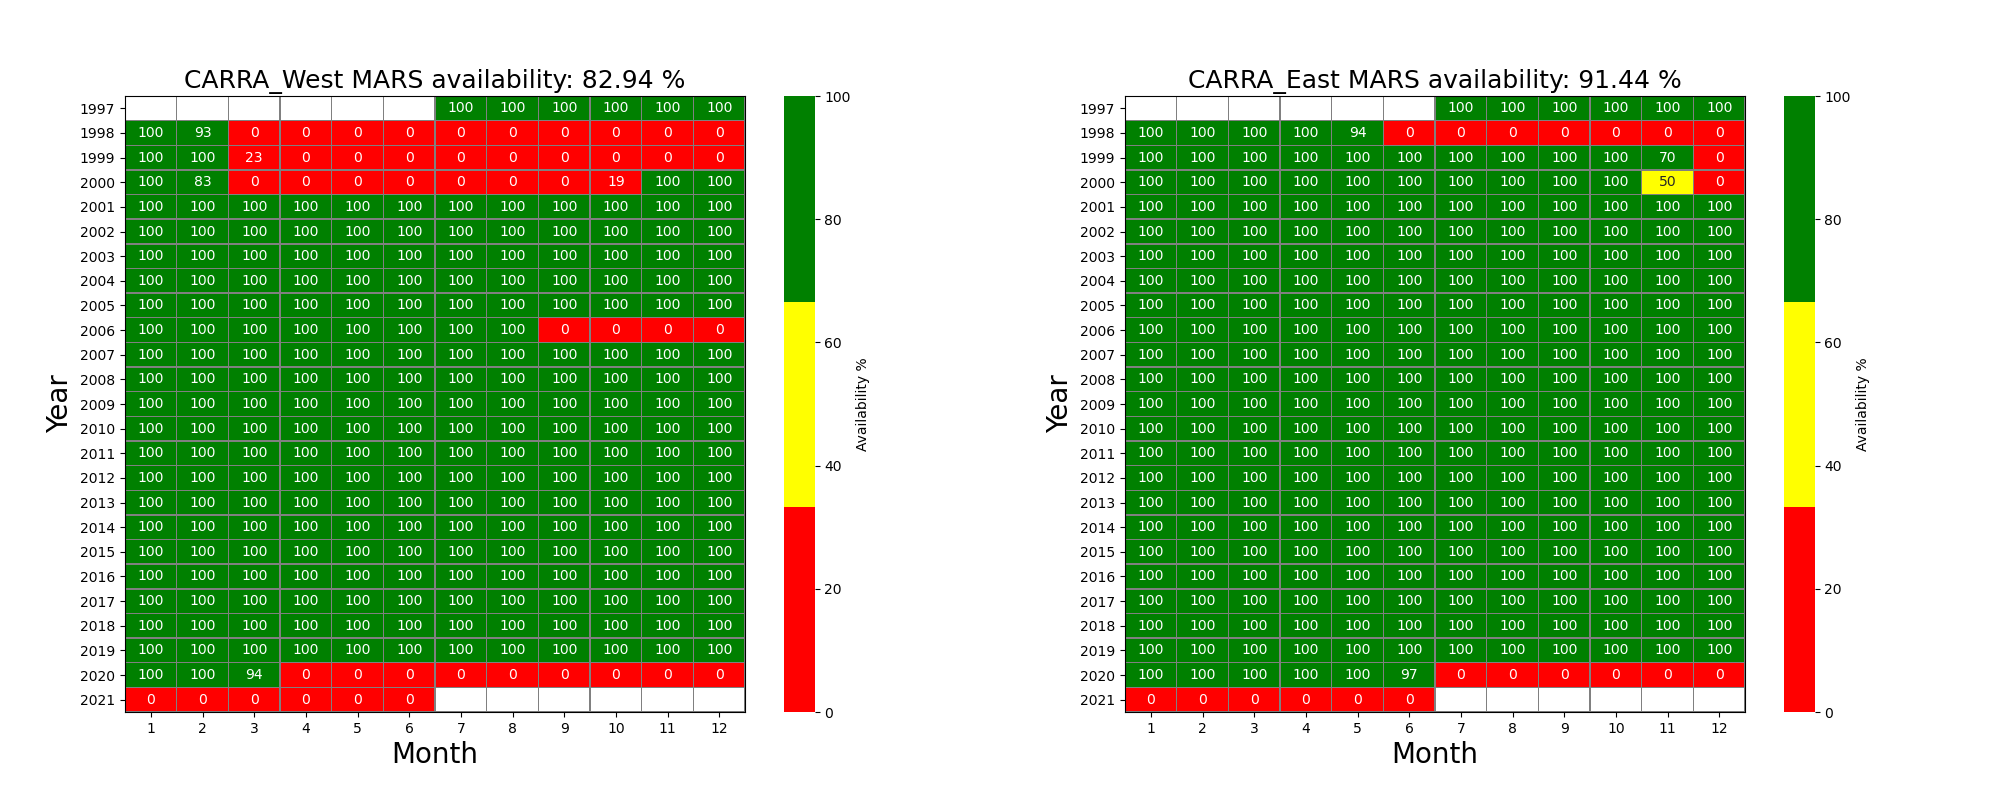 CARRA_West MARS availability: 82.94 %
1997 100 100 100 100 100 100
1998 100 93 0 0 0 0 0 0 0 0 0 0
1999 100 100 23 0 0 0 0 0 0 0 0 0
2000 100 83 0 0 0 0 0 0 0 19 100 100
2001 100 100 100 100 100 100 100 100 100 100 100 100
2002 100 100 100 100 100 100 100 100 100 100 100 100
2003 100 100 100 100 100 100 100 100 100 100 100 100
2004 100 100 100 100 100 100 100 100 100 100 100 100
2005 100 100 100 100 100 100 100 100 100 100 100 100
2006 100 100 100 100 100 100 100 100 0 0 0 0
2007 100 100 100 100 100 100 100 100 100 100 100 100
2008 100 100 100 100 100 100 100 100 100 100 100 100
2009 100 100 100 100 100 100 100 100 100 100 100 100
2010 100 100 100 100 100 100 100 100 100 100 100 100
2011 100 100 100 100 100 100 100 100 100 100 100 100
2012 100 100 100 100 100 100 100 100 100 100 100 100
2013 100 100 100 100 100 100 100 100 100 100 100 100
2014 100 100 100 100 100 100 100 100 100 100 100 100
2015 100 100 100 100 100 100 100 100 100 100 100 100
2016 100 100 100 100 100 100 100 100 100 100 100 100
2017 100 100 100 100 100 100 100 100 100 100 100 100
2018 100 100 100 100 100 100 100 100 100 100 100 100
2019 100 100 100 100 100 100 100 100 100 100 100 100
2020 100 100 94 0 0 0 0 0 0 0 0 0
2021 0 0 0 0 0 0
1 2 3 4 5 6 7 8 9 10 11 12
Month
Year
100
80
60
40
20
0
Availability %
CARRA_East MARS availability: 91.44 %
1997 100 100 100 100 100 100
1998 100 100 100 100 94 0 0 0 0 0 0 0
1999 100 100 100 100 100 100 100 100 100 100 70 0
2000 100 100 100 100 100 100 100 100 100 100 50 0
2001 100 100 100 100 100 100 100 100 100 100 100 100
2002 100 100 100 100 100 100 100 100 100 100 100 100
2003 100 100 100 100 100 100 100 100 100 100 100 100
2004 100 100 100 100 100 100 100 100 100 100 100 100
2005 100 100 100 100 100 100 100 100 100 100 100 100
2006 100 100 100 100 100 100 100 100 100 100 100 100
2007 100 100 100 100 100 100 100 100 100 100 100 100
2008 100 100 100 100 100 100 100 100 100 100 100 100
2009 100 100 100 100 100 100 100 100 100 100 100 100
2010 100 100 100 100 100 100 100 100 100 100 100 100
2011 100 100 100 100 100 100 100 100 100 100 100 100
2012 100 100 100 100 100 100 100 100 100 100 100 100
2013 100 100 100 100 100 100 100 100 100 100 100 100
2014 100 100 100 100 100 100 100 100 100 100 100 100
2015 100 100 100 100 100 100 100 100 100 100 100 100
2016 100 100 100 100 100 100 100 100 100 100 100 100
2017 100 100 100 100 100 100 100 100 100 100 100 100
2018 100 100 100 100 100 100 100 100 100 100 100 100
2019 100 100 100 100 100 100 100 100 100 100 100 100
2020 100 100 100 100 100 97 0 0 0 0 0 0
2021 0 0 0 0 0 0
1 2 3 4 5 6 7 8 9 10 11 12
Month
Year
100
80
60
40
20
0
Availability %